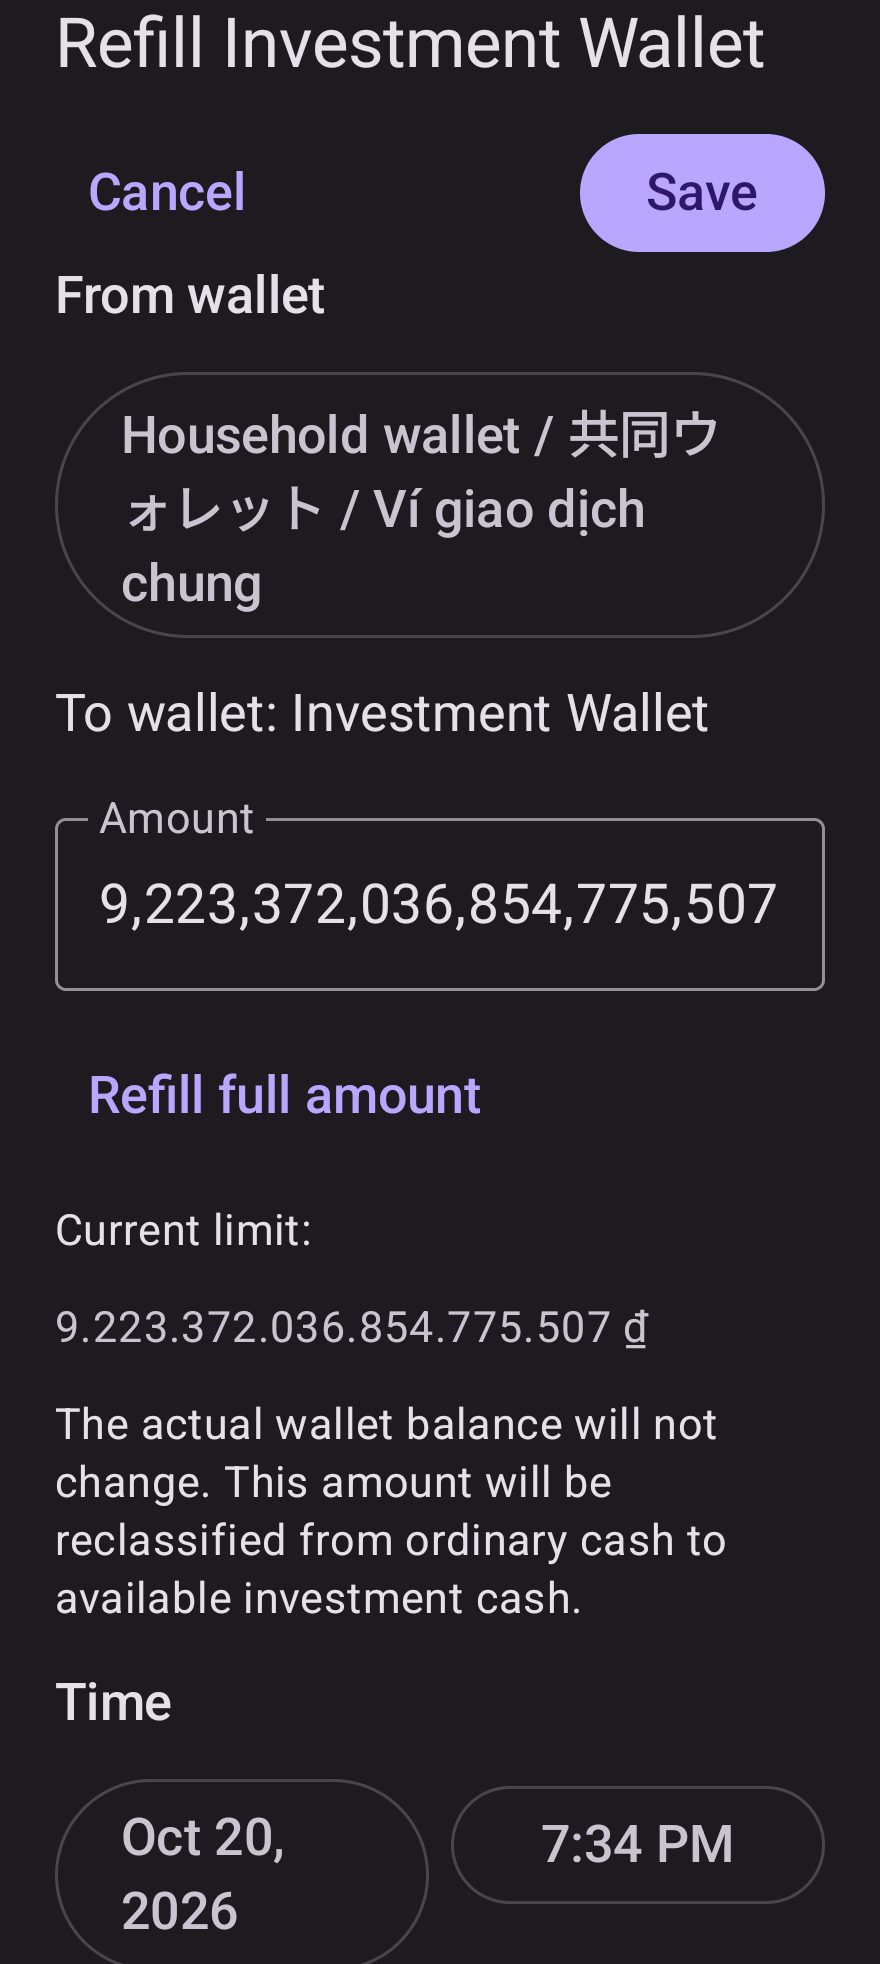 Refill Investment Wallet
Cancel
Save
From wallet
Household wallet / 共同ウ
ォレット / Ví giao dịch
chung
To wallet: Investment Wallet
Amount
9,223,372,036,854,775,507
Refill full amount
Current limit:
9.223.372.036.854.775.507 ₫
The actual wallet balance will not
change. This amount will be
reclassified from ordinary cash to
available investment cash.
Time
Oct 20,
2026
7:34 PM